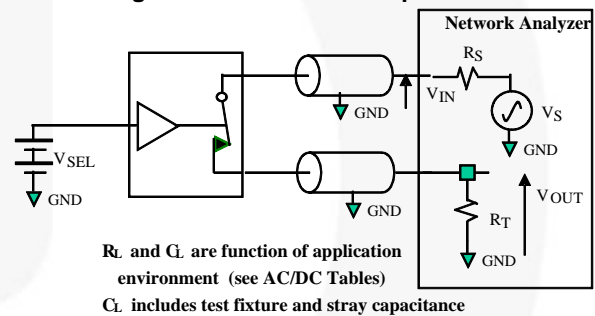 Network Analyzer
RS
VIN
GND
VS
GND
VSEL
GND
GND
VOUT
RT
GND
RL and CL are function of application
environment (see AC/DC Tables)
CL includes test fixture and stray capacitance